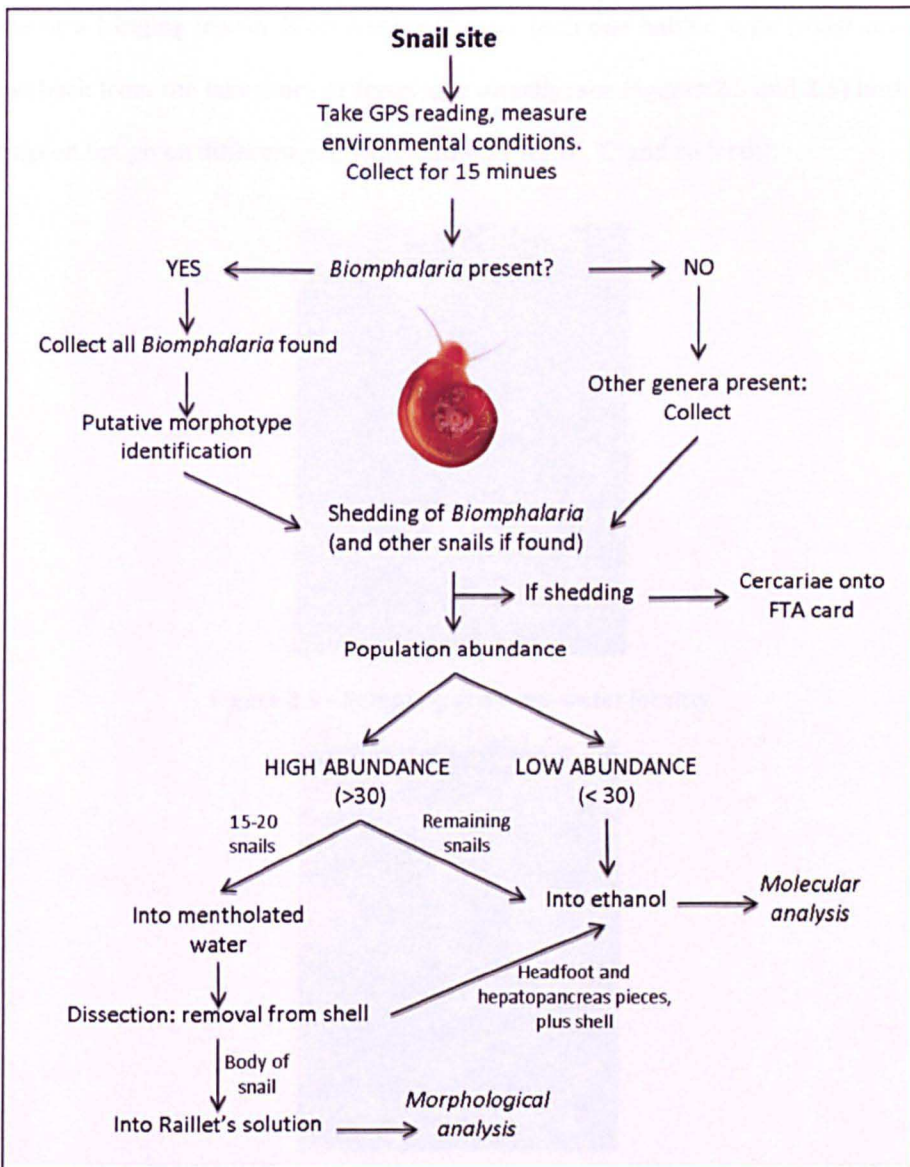 Snail site
Take GPS reading, measure
environmental conditions.
Collect for 15 minues
YES
Biomphalaria present?
NO
Collect all Biomphalaria found
Other genera present:
Collect
Putative morphotype
identification
Shedding of Biomphalaria
(and other snails if found)
If shedding
Cercariae onto
FTA card
Population abundance
HIGH ABUNDANCE
(>30)
LOW ABUNDANCE
(< 30)
15-20
snails
Remaining
snails
Into mentholated
water
Into ethanol
Molecular
analysis
Dissection: removal from shell
Headfoot and
hepatopancreas pieces,
plus shell
Body of
snail
Into Raillet's solution
Morphological
analysis